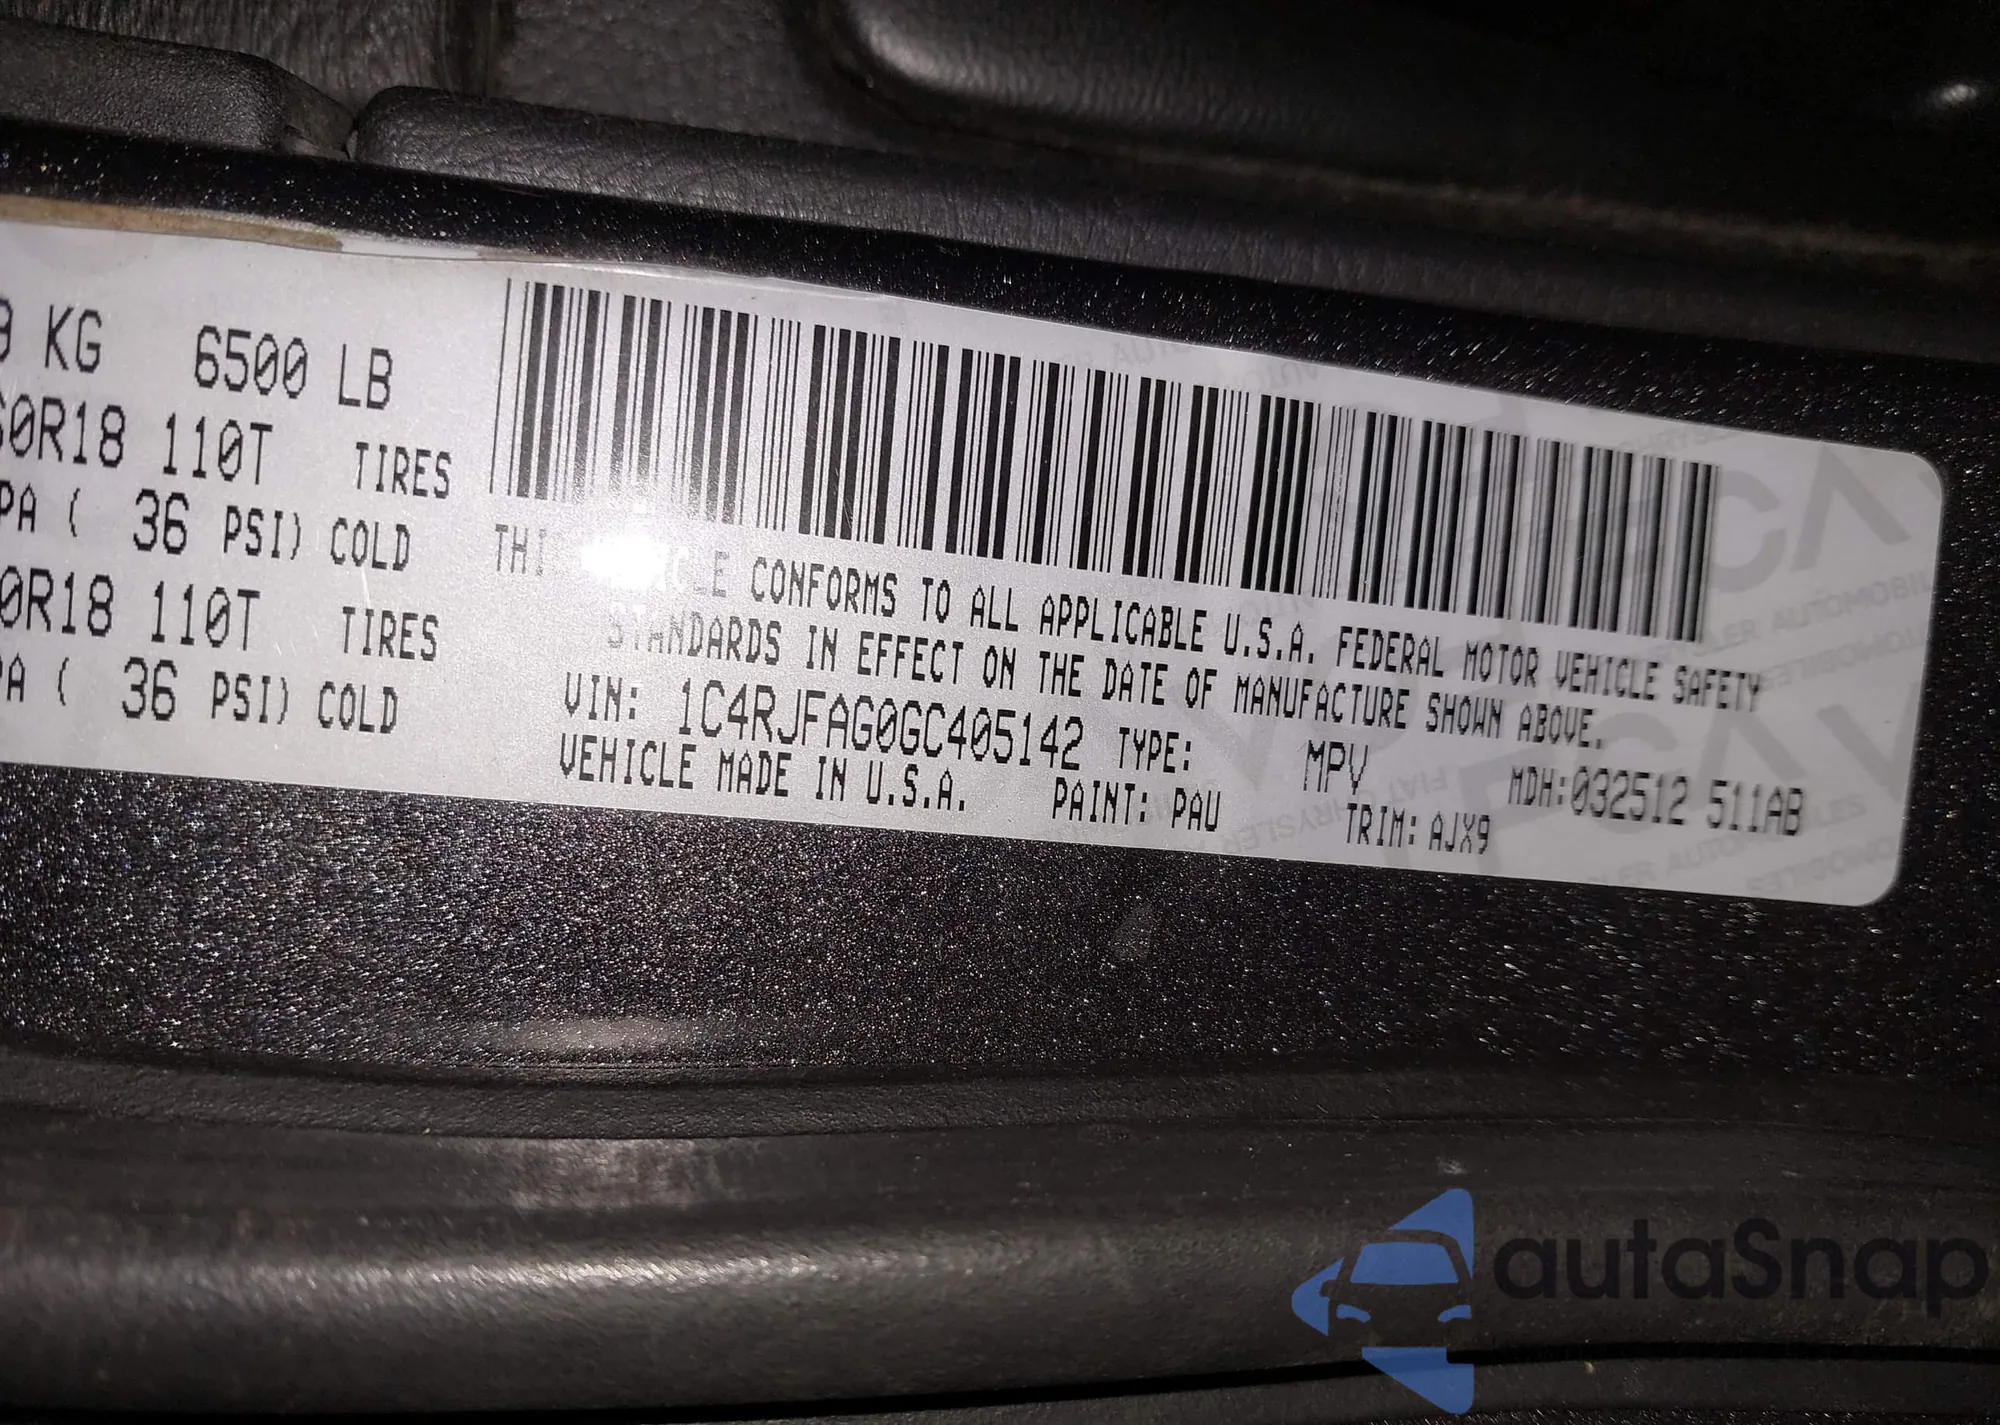 KG 6500 LB
0R18 110T TIRES
PA ( 36 PSI) COLD
0R18 110T TIRES
PA ( 36 PSI) COLD
CONFORMS TO ALL APPLICABLE U.S.A. FEDERAL MOTOR VEHICLE SAFETY
STANDARDS IN EFFECT ON THE DATE OF MANUFACTURE SHOWN ABOVE.
VIN: 1C4RJFAG0GC405142 TYPE: MPV MDH:032512 511AB
VEHICLE MADE IN U.S.A. PAINT: PAU TRIM: AJX9
autaSnap